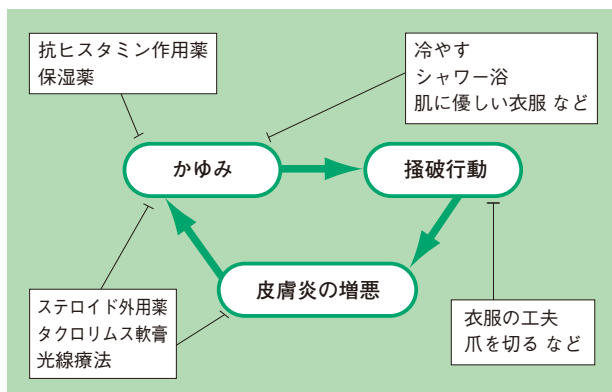 抗ヒスタミン作用薬
保湿薬
冷やす
シャワー浴
肌に優しい衣服 など
かゆみ
掻破行動
皮膚炎の増悪
ステロイド外用薬
タクロリムス軟膏
光線療法
衣服の工夫
爪を切る など